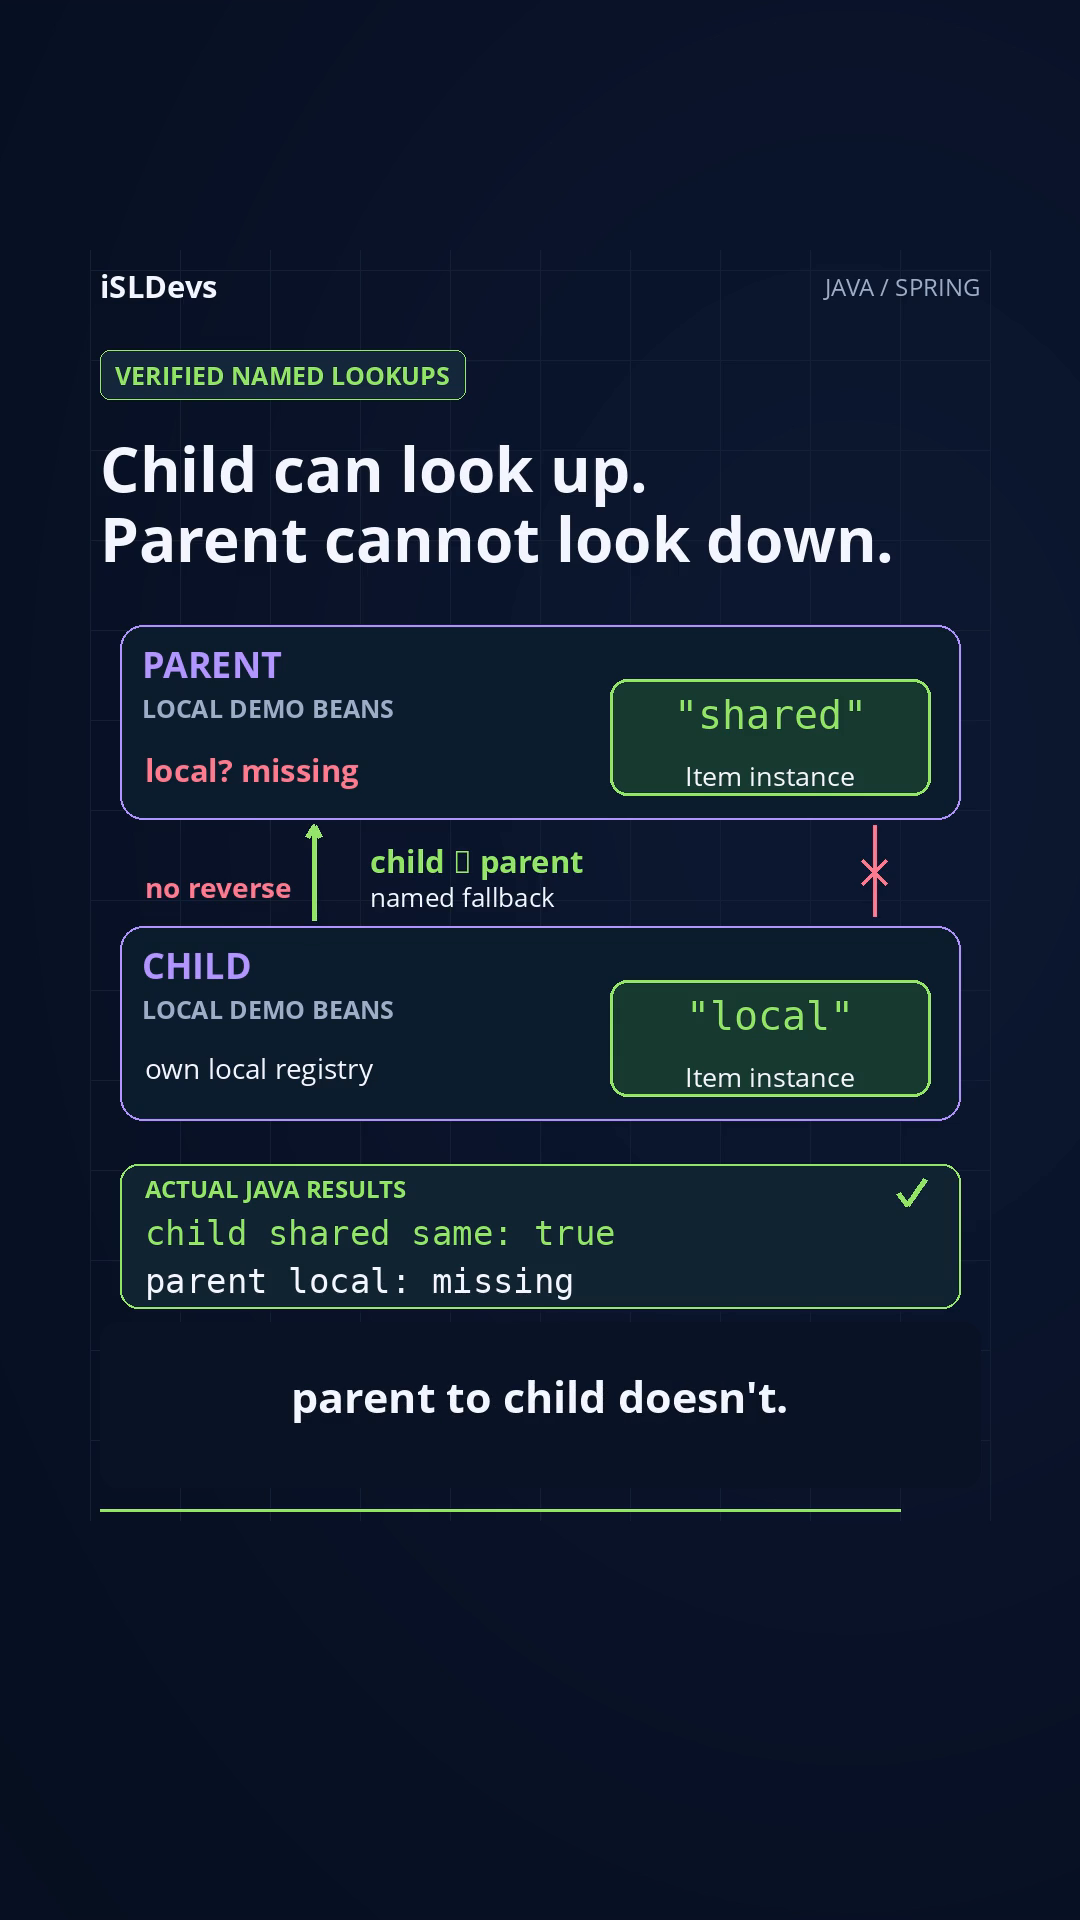 iSLDevs
JAVA / SPRING
VERIFIED NAMED LOOKUPS
Child can look up.
Parent cannot look down.
PARENT
LOCAL DEMO BEANS
local? missing
"shared"
Item instance
no reverse
child ▯ parent
named fallback
CHILD
LOCAL DEMO BEANS
own local registry
"local"
Item instance
ACTUAL JAVA RESULTS
child shared same: true
parent local: missing
parent to child doesn't.